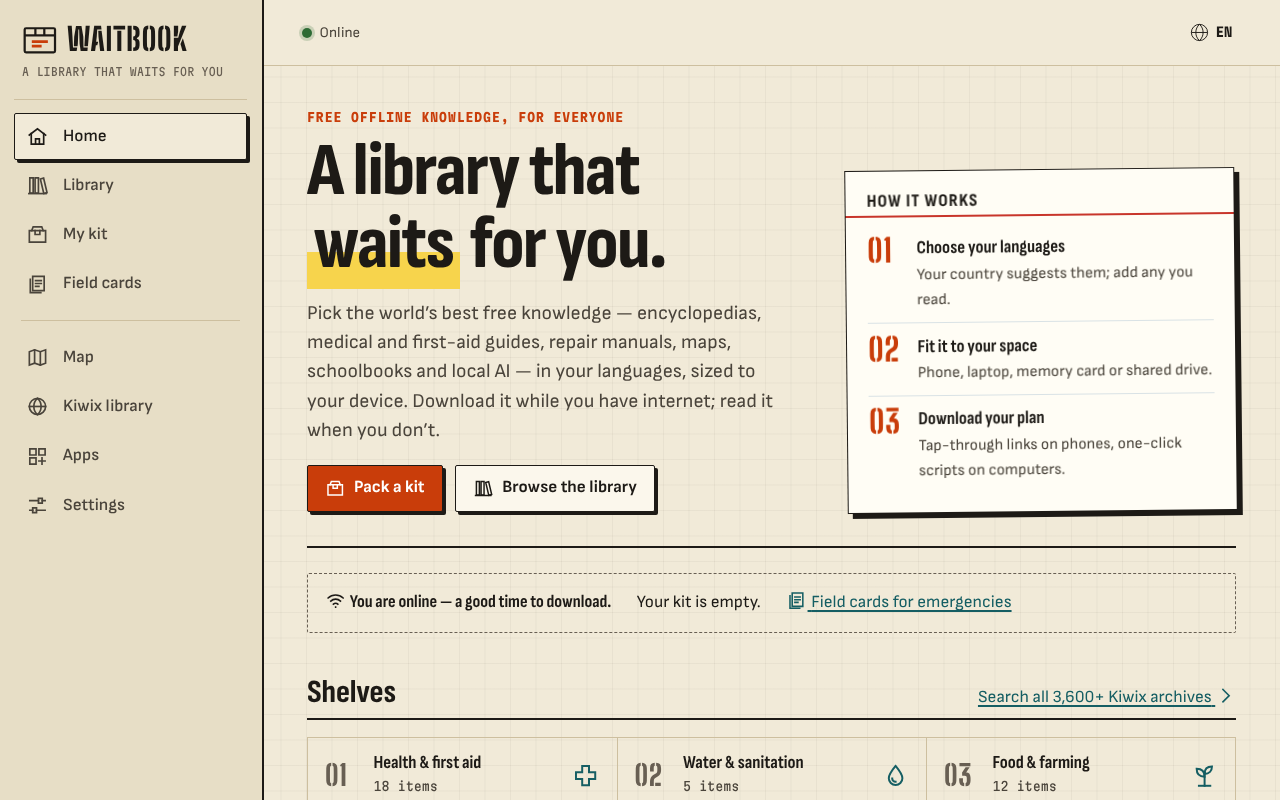 WAITBOOK
A LIBRARY THAT WAITS FOR YOU
Home
Library
My kit
Field cards
Map
Kiwix library
Apps
Settings
Online
EN
FREE OFFLINE KNOWLEDGE, FOR EVERYONE
A library that
waits for you.
Pick the world’s best free knowledge — encyclopedias,
medical and first-aid guides, repair manuals, maps,
schoolbooks and local AI — in your languages, sized to
your device. Download it while you have internet; read it
when you don’t.
Pack a kit
Browse the library
HOW IT WORKS
01
Choose your languages
Your country suggests them; add any you
read.
02
Fit it to your space
Phone, laptop, memory card or shared drive.
03
Download your plan
Tap-through links on phones, one-click
scripts on computers.
You are online — a good time to download.
Your kit is empty.
Field cards for emergencies
Shelves
Search all 3,600+ Kiwix archives
01
Health & first aid
18 items
02
Water & sanitation
5 items
03
Food & farming
12 items